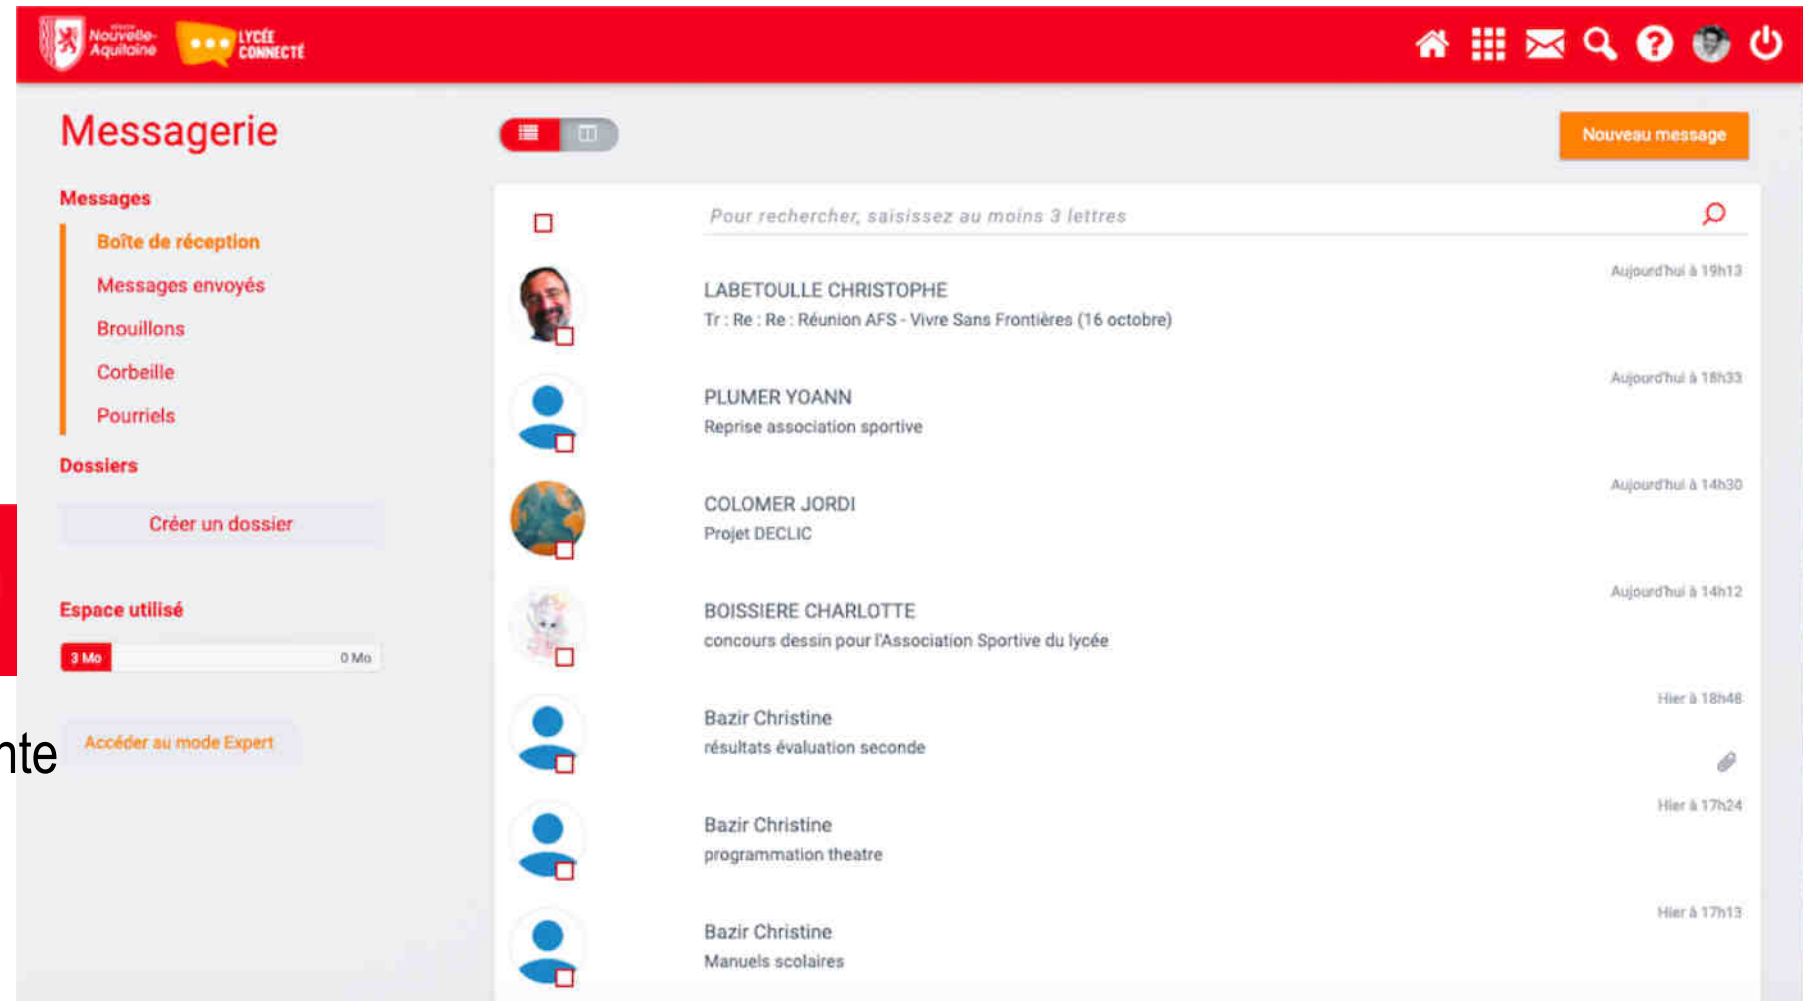 Nouvelle-
Aquitaine
LYCÉE
CONNECTÉ
Messagerie
Nouveau message
Messages
Boîte de réception
Messages envoyés
Brouillons
Corbeille
Pourriels
Dossiers
Créer un dossier
Espace utilisé
3 Mo
0 Mo
nte
Accéder au mode Expert
Pour rechercher, saisissez au moins 3 lettres
Aujourd'hui à 19h13
LABETOULLE CHRISTOPHE
Tr : Re : Re : Réunion AFS - Vivre Sans Frontières (16 octobre)
Aujourd'hui à 18h33
PLUMER YOANN
Reprise association sportive
Aujourd'hui à 14h30
COLOMER JORDI
Projet DECLIC
Aujourd'hui à 14h12
BOISSIERE CHARLOTTE
concours dessin pour l'Association Sportive du lycée
Hier à 18h48
Bazir Christine
résultats évaluation seconde
Hier à 17h24
Bazir Christine
programmation theatre
Hier à 17h13
Bazir Christine
Manuels scolaires